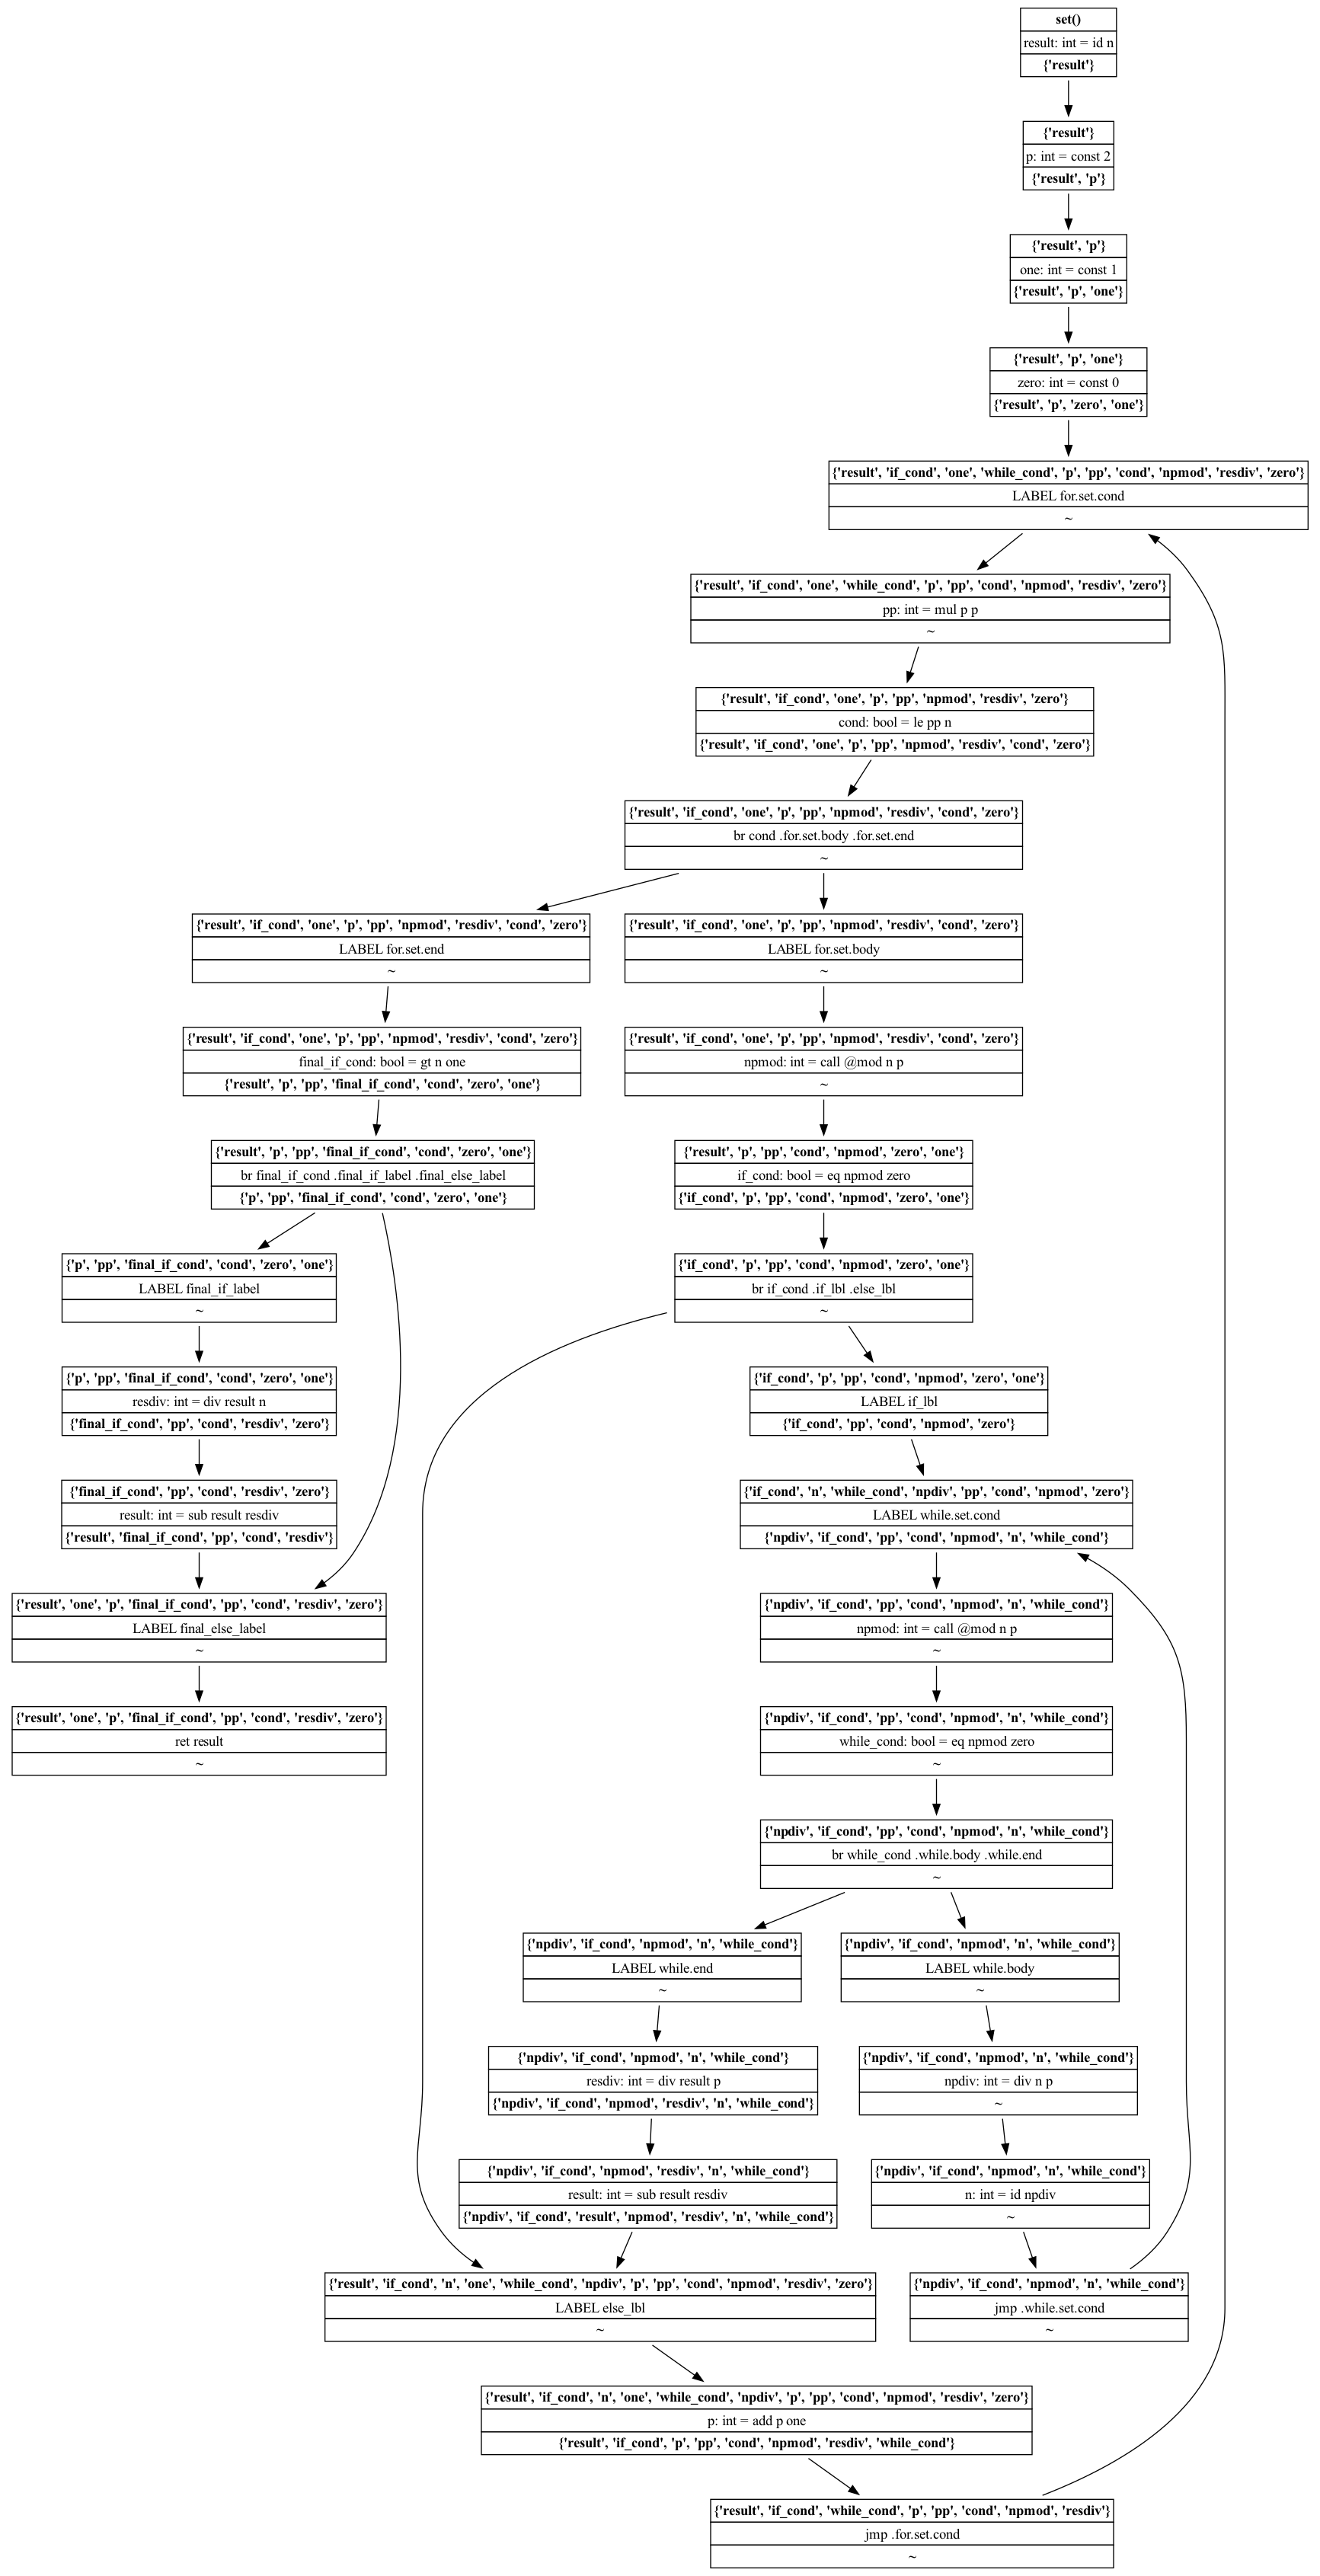 set()
result: int = id n
{'result'}
{'result'}
p: int = const 2
{'result', 'p'}
{'result', 'p'}
one: int = const 1
{'result', 'p', 'one'}
{'result', 'p', 'one'}
zero: int = const 0
{'result', 'p', 'zero', 'one'}
{'result', 'if_cond', 'one', 'while_cond', 'p', 'pp', 'cond', 'npmod', 'resdiv', 'zero'}
LABEL for.set.cond
~
{'result', 'if_cond', 'one', 'while_cond', 'p', 'pp', 'cond', 'npmod', 'resdiv', 'zero'}
pp: int = mul p p
~
{'result', 'if_cond', 'one', 'p', 'pp', 'npmod', 'resdiv', 'zero'}
cond: bool = le pp n
{'result', 'if_cond', 'one', 'p', 'pp', 'npmod', 'resdiv', 'cond', 'zero'}
{'result', 'if_cond', 'one', 'p', 'pp', 'npmod', 'resdiv', 'cond', 'zero'}
br cond .for.set.body .for.set.end
~
{'result', 'if_cond', 'one', 'p', 'pp', 'npmod', 'resdiv', 'cond', 'zero'}
LABEL for.set.end
~
{'result', 'if_cond', 'one', 'p', 'pp', 'npmod', 'resdiv', 'cond', 'zero'}
LABEL for.set.body
~
{'result', 'if_cond', 'one', 'p', 'pp', 'npmod', 'resdiv', 'cond', 'zero'}
final_if_cond: bool = gt n one
{'result', 'p', 'pp', 'final_if_cond', 'cond', 'zero', 'one'}
{'result', 'if_cond', 'one', 'p', 'pp', 'npmod', 'resdiv', 'cond', 'zero'}
npmod: int = call @mod n p
~
{'result', 'p', 'pp', 'final_if_cond', 'cond', 'zero', 'one'}
br final_if_cond .final_if_label .final_else_label
{'p', 'pp', 'final_if_cond', 'cond', 'zero', 'one'}
{'result', 'p', 'pp', 'cond', 'npmod', 'zero', 'one'}
if_cond: bool = eq npmod zero
{'if_cond', 'p', 'pp', 'cond', 'npmod', 'zero', 'one'}
{'p', 'pp', 'final_if_cond', 'cond', 'zero', 'one'}
LABEL final_if_label
~
{'if_cond', 'p', 'pp', 'cond', 'npmod', 'zero', 'one'}
br if_cond .if_lbl .else_lbl
~
{'p', 'pp', 'final_if_cond', 'cond', 'zero', 'one'}
resdiv: int = div result n
{'final_if_cond', 'pp', 'cond', 'resdiv', 'zero'}
{'if_cond', 'p', 'pp', 'cond', 'npmod', 'zero', 'one'}
LABEL if_lbl
{'if_cond', 'pp', 'cond', 'npmod', 'zero'}
{'final_if_cond', 'pp', 'cond', 'resdiv', 'zero'}
result: int = sub result resdiv
{'result', 'final_if_cond', 'pp', 'cond', 'resdiv'}
{'if_cond', 'n', 'while_cond', 'npdiv', 'pp', 'cond', 'npmod', 'zero'}
LABEL while.set.cond
{'npdiv', 'if_cond', 'pp', 'cond', 'npmod', 'n', 'while_cond'}
{'result', 'one', 'p', 'final_if_cond', 'pp', 'cond', 'resdiv', 'zero'}
LABEL final_else_label
~
{'npdiv', 'if_cond', 'pp', 'cond', 'npmod', 'n', 'while_cond'}
npmod: int = call @mod n p
~
{'result', 'one', 'p', 'final_if_cond', 'pp', 'cond', 'resdiv', 'zero'}
ret result
~
{'npdiv', 'if_cond', 'pp', 'cond', 'npmod', 'n', 'while_cond'}
while_cond: bool = eq npmod zero
~
{'npdiv', 'if_cond', 'pp', 'cond', 'npmod', 'n', 'while_cond'}
br while_cond .while.body .while.end
~
{'npdiv', 'if_cond', 'npmod', 'n', 'while_cond'}
LABEL while.end
~
{'npdiv', 'if_cond', 'npmod', 'n', 'while_cond'}
LABEL while.body
~
{'npdiv', 'if_cond', 'npmod', 'n', 'while_cond'}
resdiv: int = div result p
{'npdiv', 'if_cond', 'npmod', 'resdiv', 'n', 'while_cond'}
{'npdiv', 'if_cond', 'npmod', 'n', 'while_cond'}
npdiv: int = div n p
~
{'npdiv', 'if_cond', 'npmod', 'resdiv', 'n', 'while_cond'}
result: int = sub result resdiv
{'npdiv', 'if_cond', 'result', 'npmod', 'resdiv', 'n', 'while_cond'}
{'npdiv', 'if_cond', 'npmod', 'n', 'while_cond'}
n: int = id npdiv
~
{'result', 'if_cond', 'n', 'one', 'while_cond', 'npdiv', 'p', 'pp', 'cond', 'npmod', 'resdiv', 'zero'}
LABEL else_lbl
~
{'npdiv', 'if_cond', 'npmod', 'n', 'while_cond'}
jmp .while.set.cond
~
{'result', 'if_cond', 'n', 'one', 'while_cond', 'npdiv', 'p', 'pp', 'cond', 'npmod', 'resdiv', 'zero'}
p: int = add p one
{'result', 'if_cond', 'p', 'pp', 'cond', 'npmod', 'resdiv', 'while_cond'}
{'result', 'if_cond', 'while_cond', 'p', 'pp', 'cond', 'npmod', 'resdiv'}
jmp .for.set.cond
~